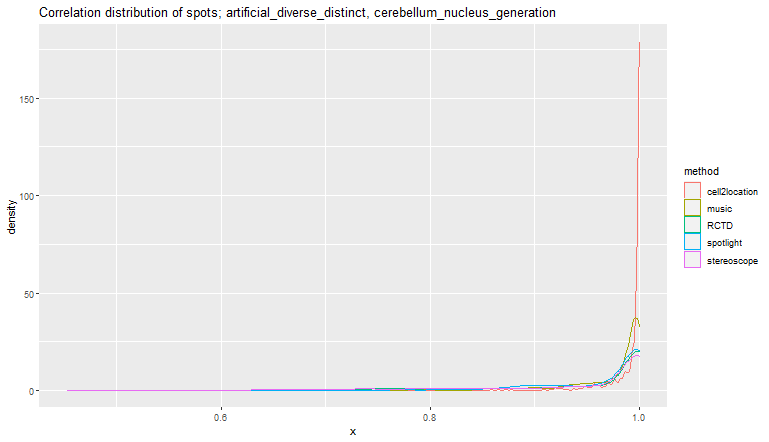 Correlation distribution of spots; artificial_diverse_distinct, cerebellum_nucleus_generation
150
100
50
0
density
0.6
0.8
1.0
x
method
cell2location
music
RCTD
spotlight
stereoscope